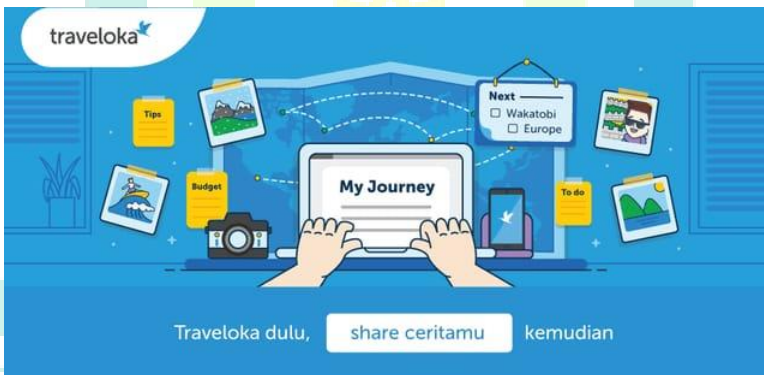 traveloka
Tips
Next
Wakatobi
Europe
Budget
My Journey
To do
Traveloka dulu, share ceritamu kemudian